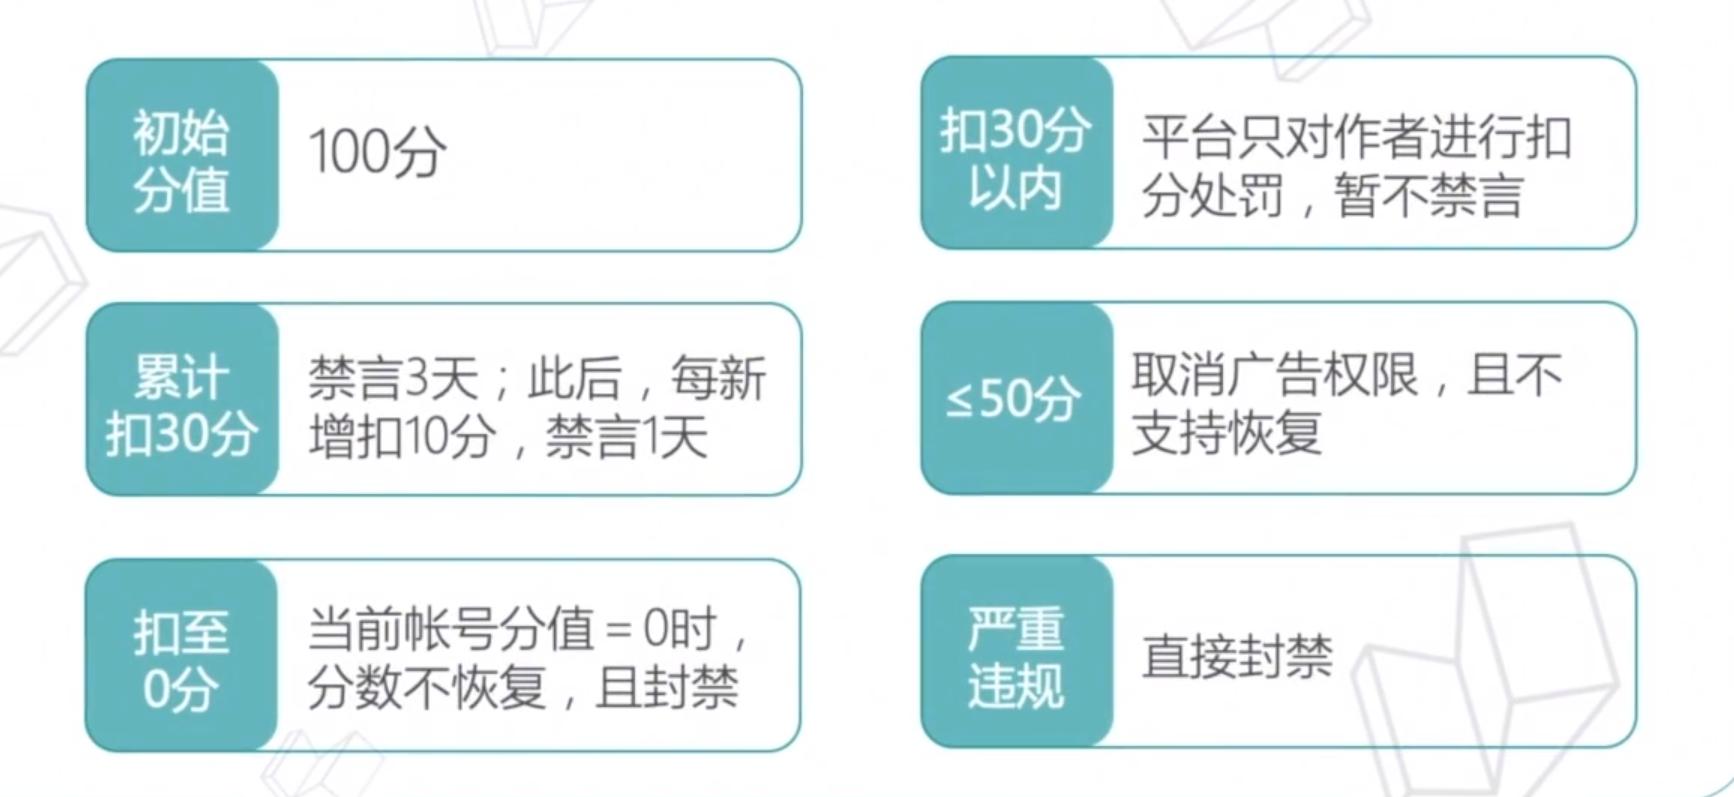 初始
分值
100分
扣30分
以内
平台只对作者进行扣
分处罚，暂不禁言
累计
扣30分
禁言3天；此后，每新
增扣10分，禁言1天
≤50分
取消广告权限，且不
支持恢复
扣至
0分
当前帐号分值=0时，
分数不恢复，且封禁
严重
违规
直接封禁